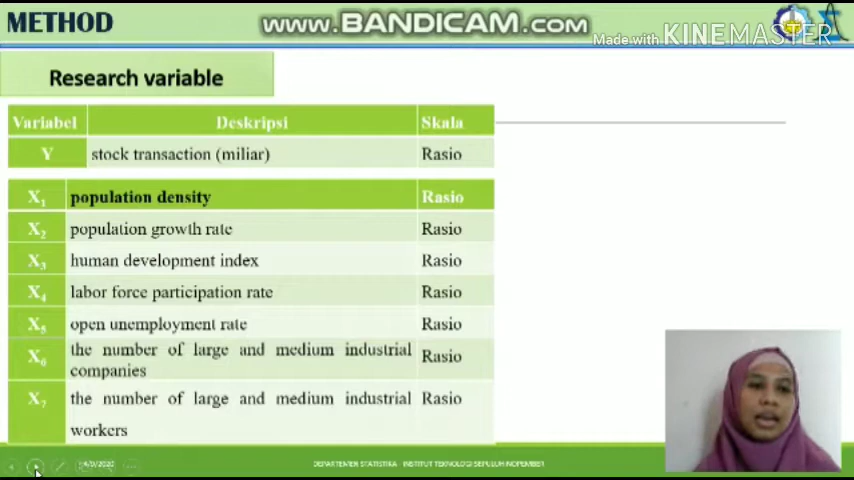 METHOD
www.BANDICAM.com
Made with KINEMASTER
Research variable
Variabel Deskripsi Skala
Y stock transaction (miliar) Rasio
X1 population density Rasio
X2 population growth rate Rasio
X3 human development index Rasio
X4 labor force participation rate Rasio
X5 open unemployment rate Rasio
X6 the number of large and medium industrial Rasio
companies
X7 the number of large and medium industrial Rasio
workers
DEPARTEMEN STATISTIKA - INSTITUT TEKNOLOGI SEPULUH NOPEMBER